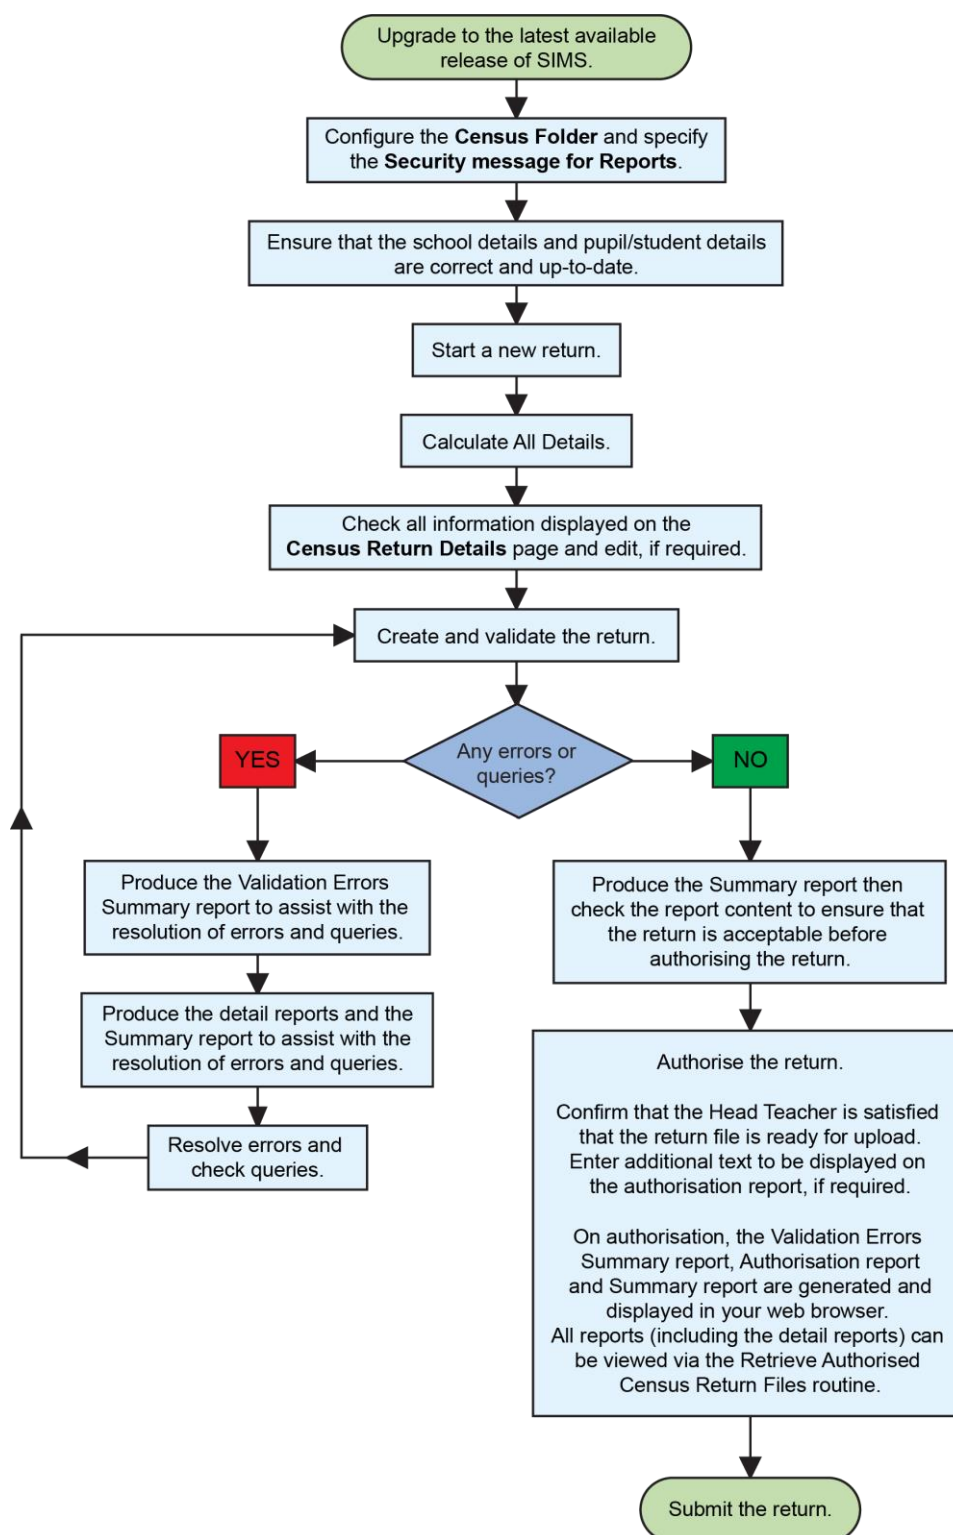 Upgrade to the latest available
release of SIMS.
Configure the Census Folder and specify
the Security message for Reports.
Ensure that the school details and pupil/student details
are correct and up-to-date.
Start a new return.
Calculate All Details.
Check all information displayed on the
Census Return Details page and edit, if required.
Create and validate the return.
Any errors or
queries?
YES
NO
Produce the Validation Errors
Summary report to assist with the
resolution of errors and queries.
Produce the detail reports and the
Summary report to assist with the
resolution of errors and queries.
Resolve errors and
check queries.
Produce the Summary report then
check the report content to ensure that
the return is acceptable before
authorising the return.
Authorise the return.
Confirm that the Head Teacher is satisfied
that the return file is ready for upload.
Enter additional text to be displayed on
the authorisation report, if required.
On authorisation, the Validation Errors
Summary report, Authorisation report
and Summary report are generated and
displayed in your web browser.
All reports (including the detail reports) can
be viewed via the Retrieve Authorised
Census Return Files routine.
Submit the return.